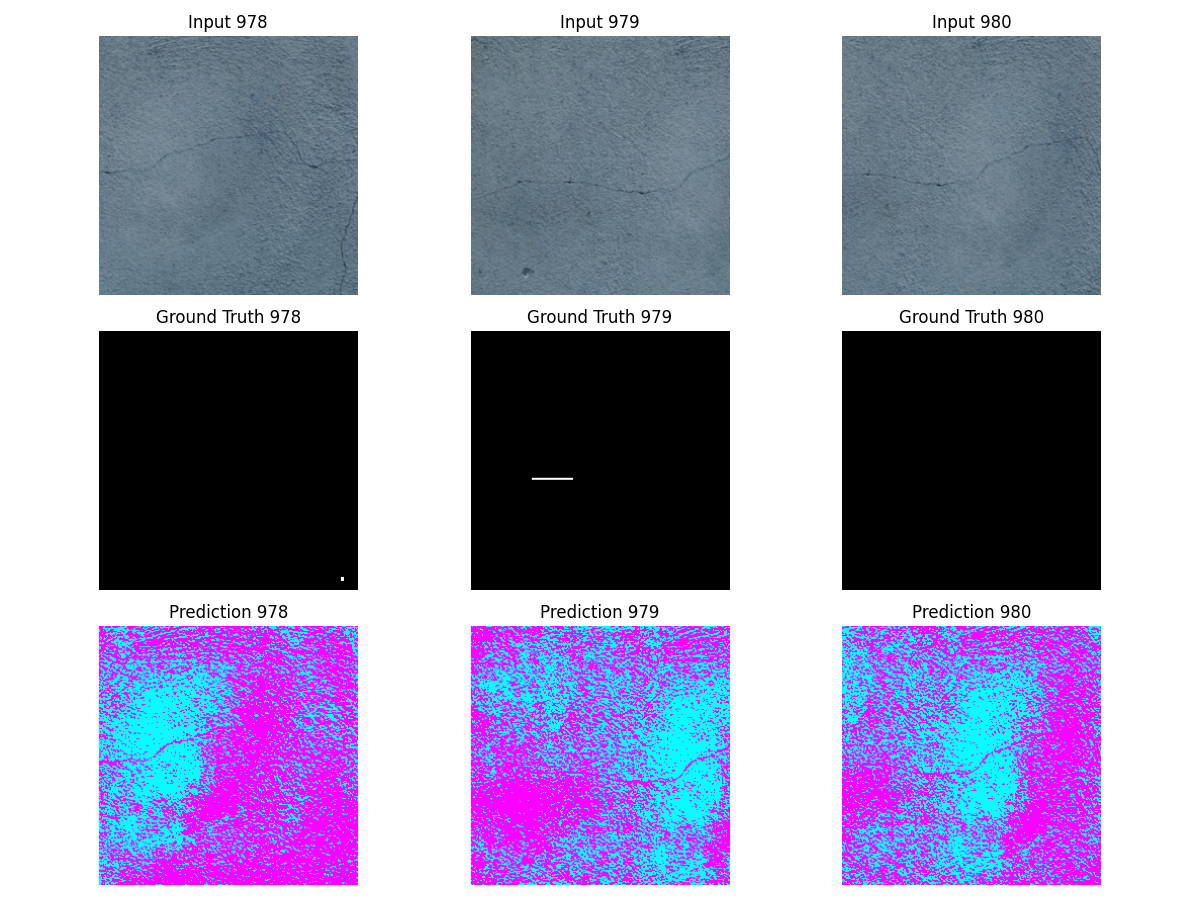 Input 978
Input 979
Input 980
Ground Truth 978
Ground Truth 979
Ground Truth 980
Prediction 978
Prediction 979
Prediction 980